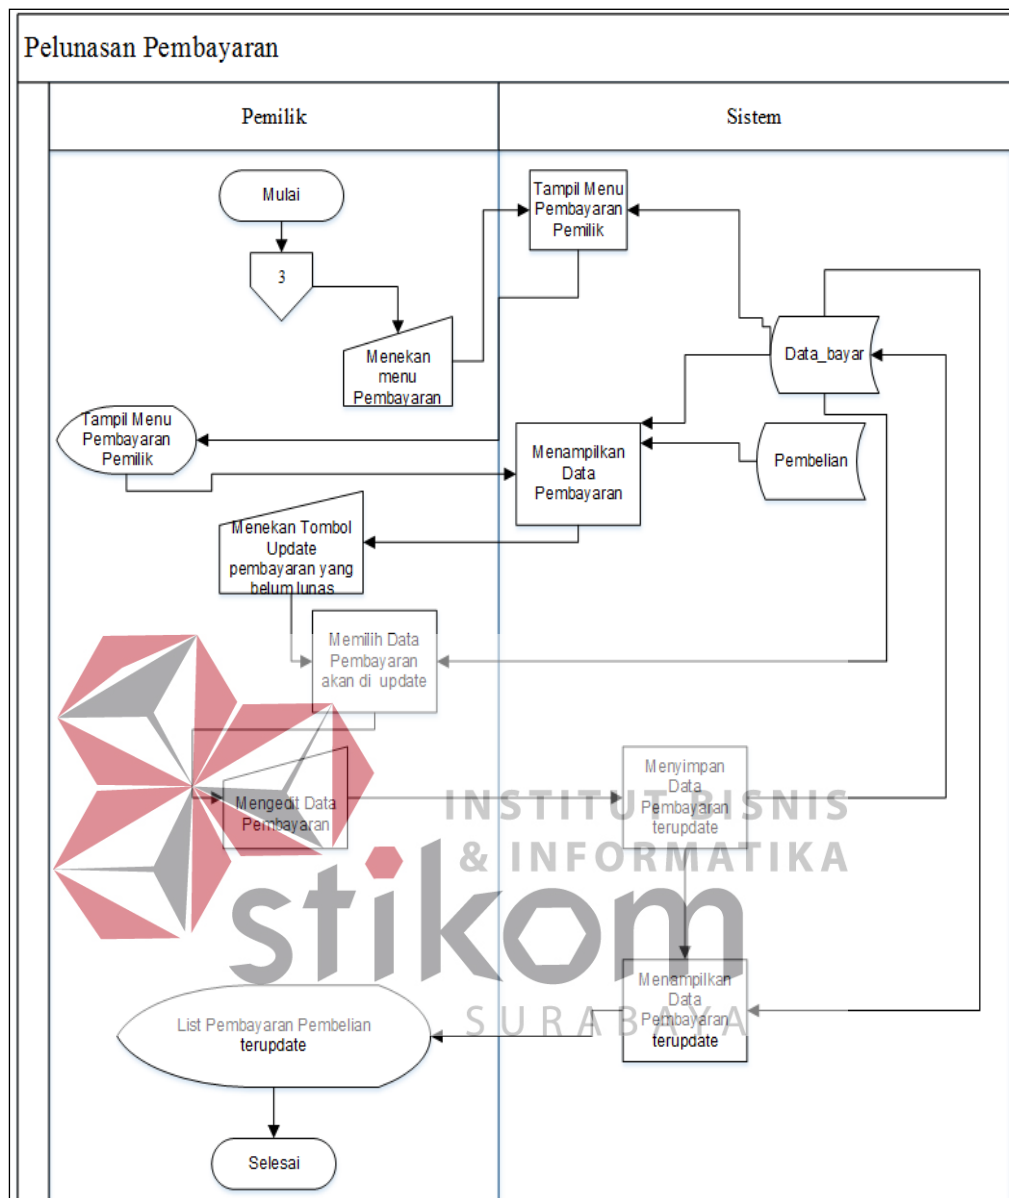 Pelunasan Pembayaran
Pemilik
Sistem
Mulai
Tampil Menu
Pembayaran
Pemilik
3
Menekan
menu
Pembayaran
Data_bayar
Tampil Menu
Pembayaran
Pemilik
Menampilkan
Data
Pembayaran
Pembelian
Menekan Tombol
Update
pembayaran yang
belum lunas
Memilih Data
Pembayaran
akan di update
Mengedit Data
Pembayaran
Menyimpan
Data
Pembayaran
terupdate
INSTITUT BISNIS
& INFORMATIKA
stikom
SURABAYA
Menampilkan
Data
Pembayaran
terupdate
List Pembayaran Pembelian
terupdate
Selesai